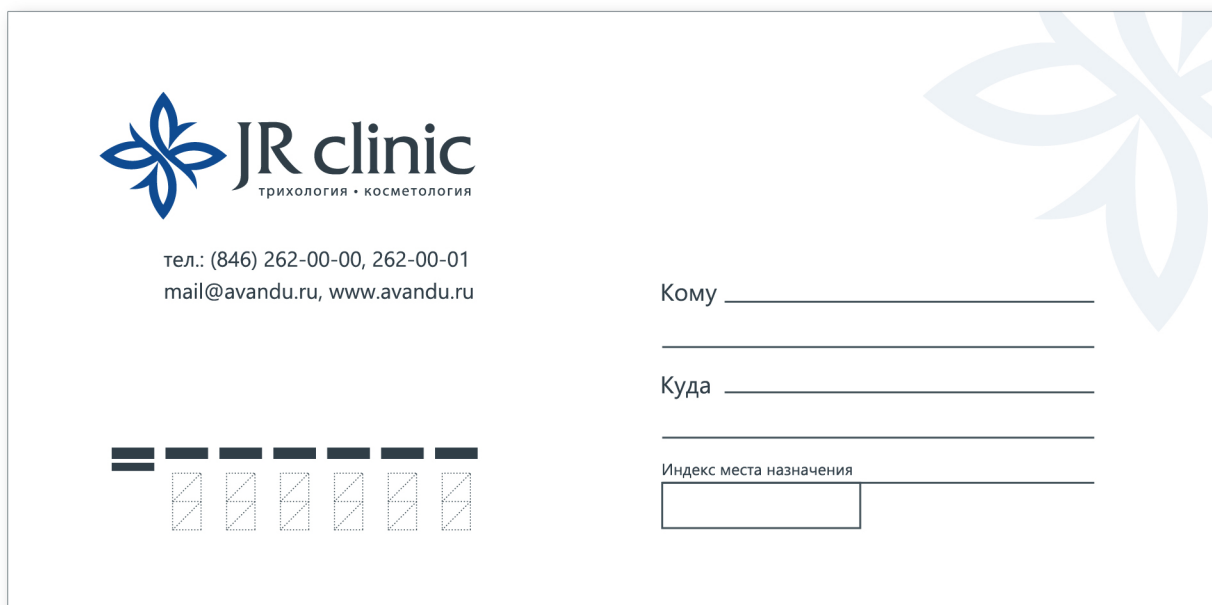 JR clinic
трихология • косметология
тел.: (846) 262-00-00, 262-00-01
mail@avandu.ru, www.avandu.ru
Кому
Куда
Индекс места назначения